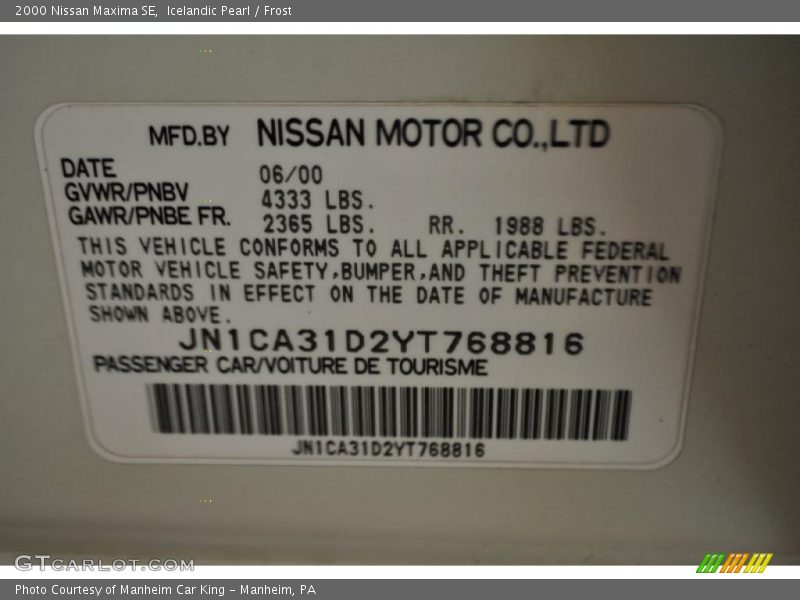 2000 Nissan Maxima SE, Icelandic Pearl / Frost
MFD.BY NISSAN MOTOR CO.,LTD
DATE 06/00
GVWR/PNBV 4333 LBS.
GAWR/PNBE FR. 2365 LBS. RR. 1988 LBS.
THIS VEHICLE CONFORMS TO ALL APPLICABLE FEDERAL
MOTOR VEHICLE SAFETY,BUMPER,AND THEFT PREVENTION
STANDARDS IN EFFECT ON THE DATE OF MANUFACTURE
SHOWN ABOVE.
JN1CA31D2YT768816
PASSENGER CAR/VOITURE DE TOURISME
JN1CA31D2YT768816
GTCARLOT.COM
Photo Courtesy of Manheim Car King - Manheim, PA